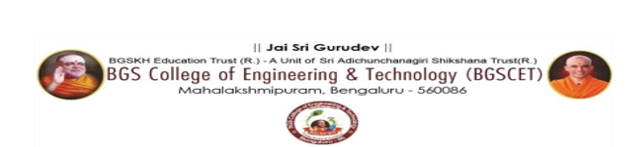 || Jai Sri Gurudev ||
BGSKH Education Trust (R.) - A Unit of Sri Adichunchanagiri Shikshana Trust(R.)
BGS College of Engineering & Technology (BGSCET)
Mahalakshmipuram, Bengaluru - 560086